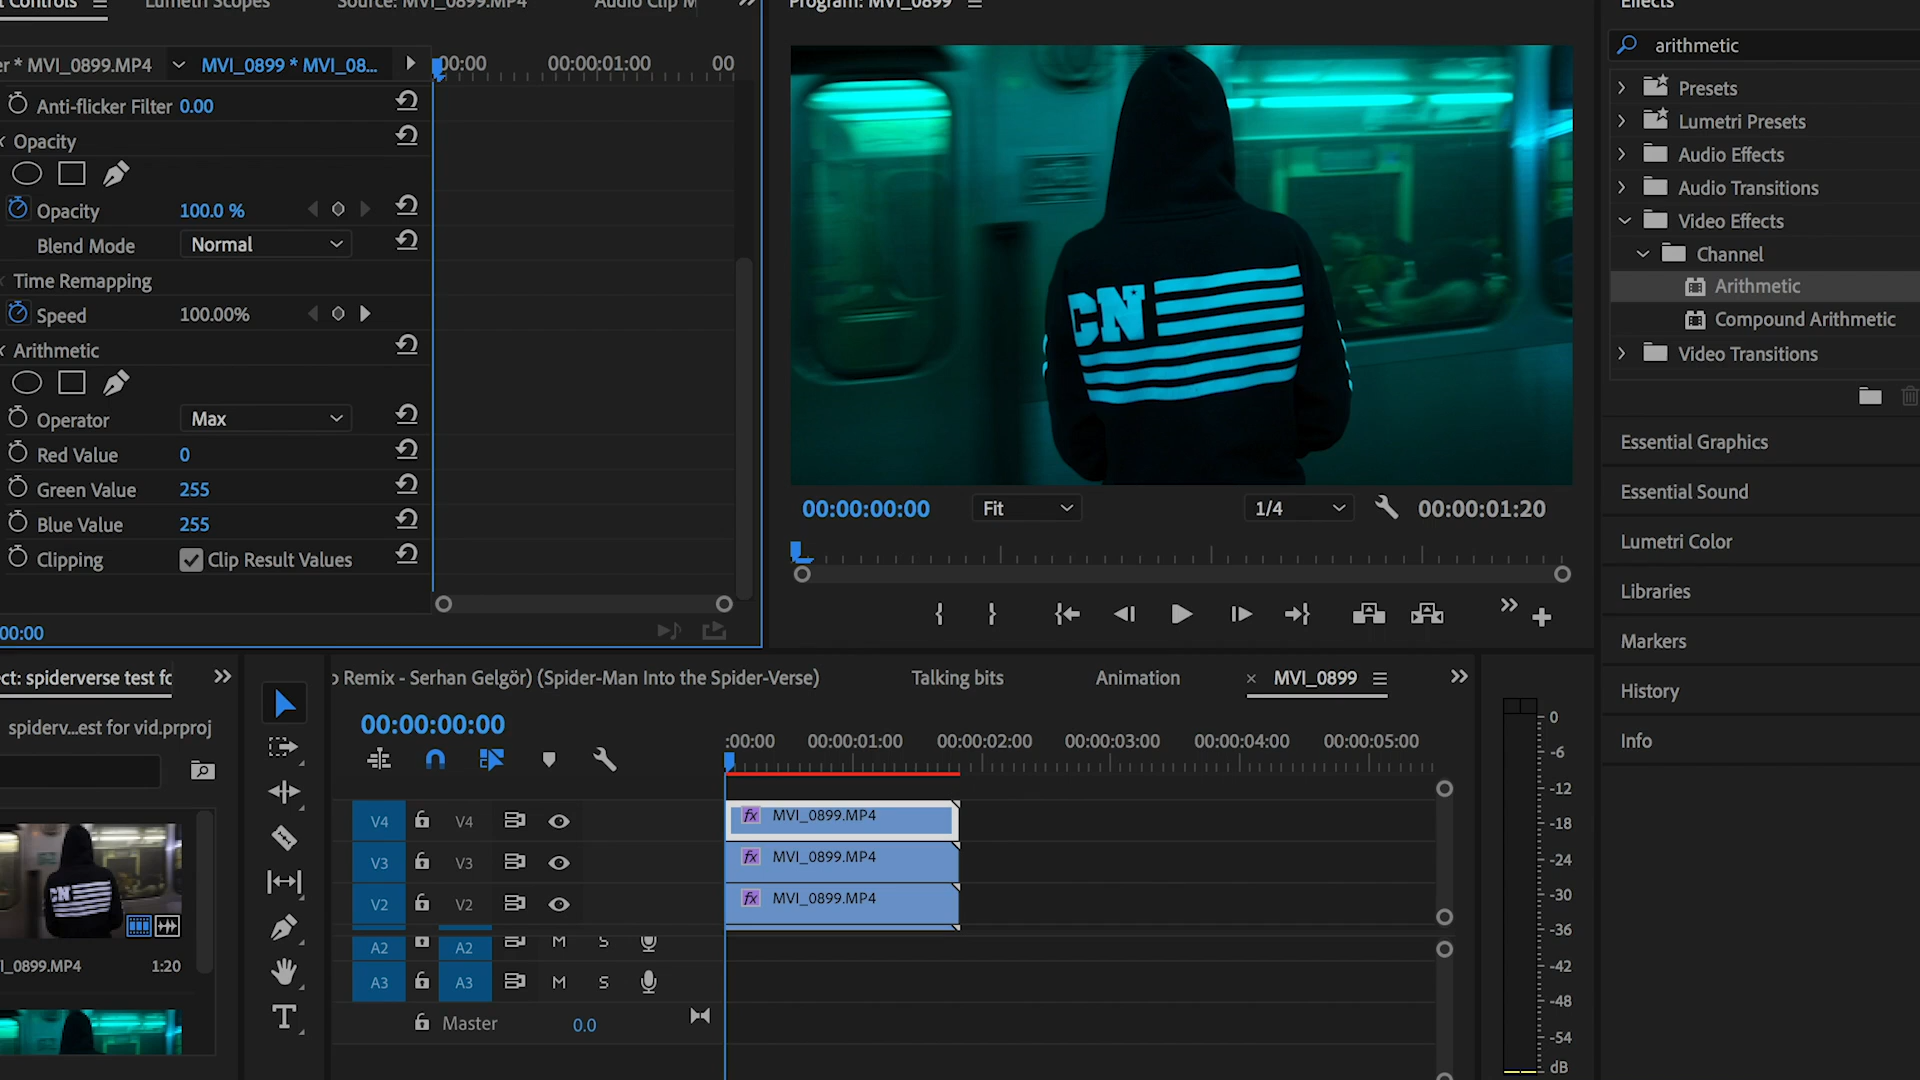 t Controls
Lumetri Scopes
Source: MVI_0899.MP4
Audio Clip M
er * MVI_0899.MP4
MVI_0899 * MVI_08...
00:00
00:00:01:00
00
Anti-flicker Filter 0.00
Opacity
Opacity 100.0 %
Blend Mode Normal
Time Remapping
Speed 100.00%
Arithmetic
Operator Max
Red Value 0
Green Value 255
Blue Value 255
Clipping Clip Result Values
00:00
Program: MVI_0899
CN
00:00:00:00 Fit 1/4 00:00:01:20
Effects
arithmetic
Presets
Lumetri Presets
Audio Effects
Audio Transitions
Video Effects
Channel
Arithmetic
Compound Arithmetic
Video Transitions
Essential Graphics
Essential Sound
Lumetri Color
Libraries
Markers
History
Info
ect: spiderverse test fo
spiderv...est for vid.prproj
I_0899.MP4 1:20
T
o Remix - Serhan Gelgör) (Spider-Man Into the Spider-Verse)
Talking bits
Animation
× MVI_0899
00:00:00:00
:00:00 00:00:01:00 00:00:02:00 00:00:03:00 00:00:04:00 00:00:05:00
V4 V4 fx MVI_0899.MP4
V3 V3 fx MVI_0899.MP4
V2 V2 fx MVI_0899.MP4
A2 A2 M S
A3 A3 M S
Master 0.0
0
-6
-12
-18
-24
-30
-36
-42
-48
-54
dB